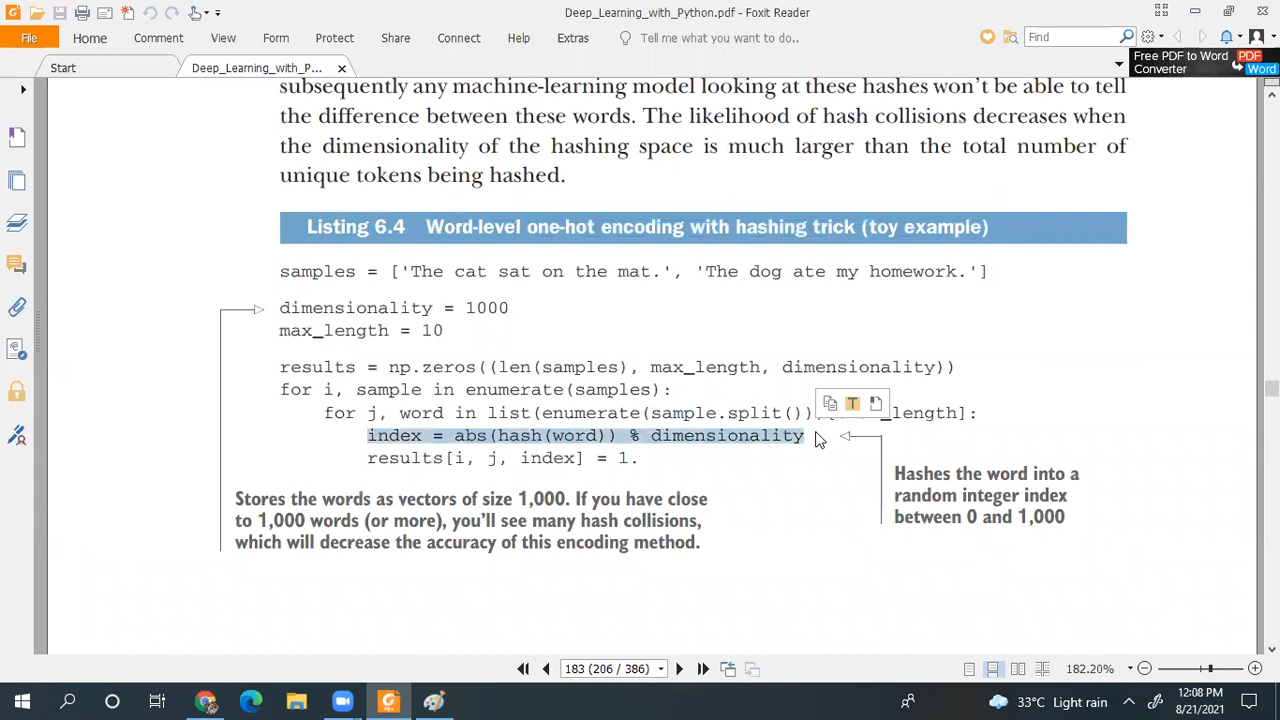 Deep_Learning_with_Python.pdf - Foxit Reader
File Home Comment View Form Protect Share Connect Help Extras Tell me what you want to do.. Find
Start Deep_Learning_with_P... Free PDF to Word Converter PDF Word
subsequently any machine-learning model looking at these hashes won't be able to tell
the difference between these words. The likelihood of hash collisions decreases when
the dimensionality of the hashing space is much larger than the total number of
unique tokens being hashed.
Listing 6.4 Word-level one-hot encoding with hashing trick (toy example)
samples = ['The cat sat on the mat.', 'The dog ate my homework.']
dimensionality = 1000
max_length = 10
results = np.zeros((len(samples), max_length, dimensionality))
for i, sample in enumerate(samples):
for j, word in list(enumerate(sample.split()) _length]:
index = abs(hash(word)) % dimensionality
results[i, j, index] = 1.
Hashes the word into a
random integer index
between 0 and 1,000
Stores the words as vectors of size 1,000. If you have close
to 1,000 words (or more), you'll see many hash collisions,
which will decrease the accuracy of this encoding method.
183 (206 / 386) 182.20%
33°C Light rain 12:08 PM
8/21/2021